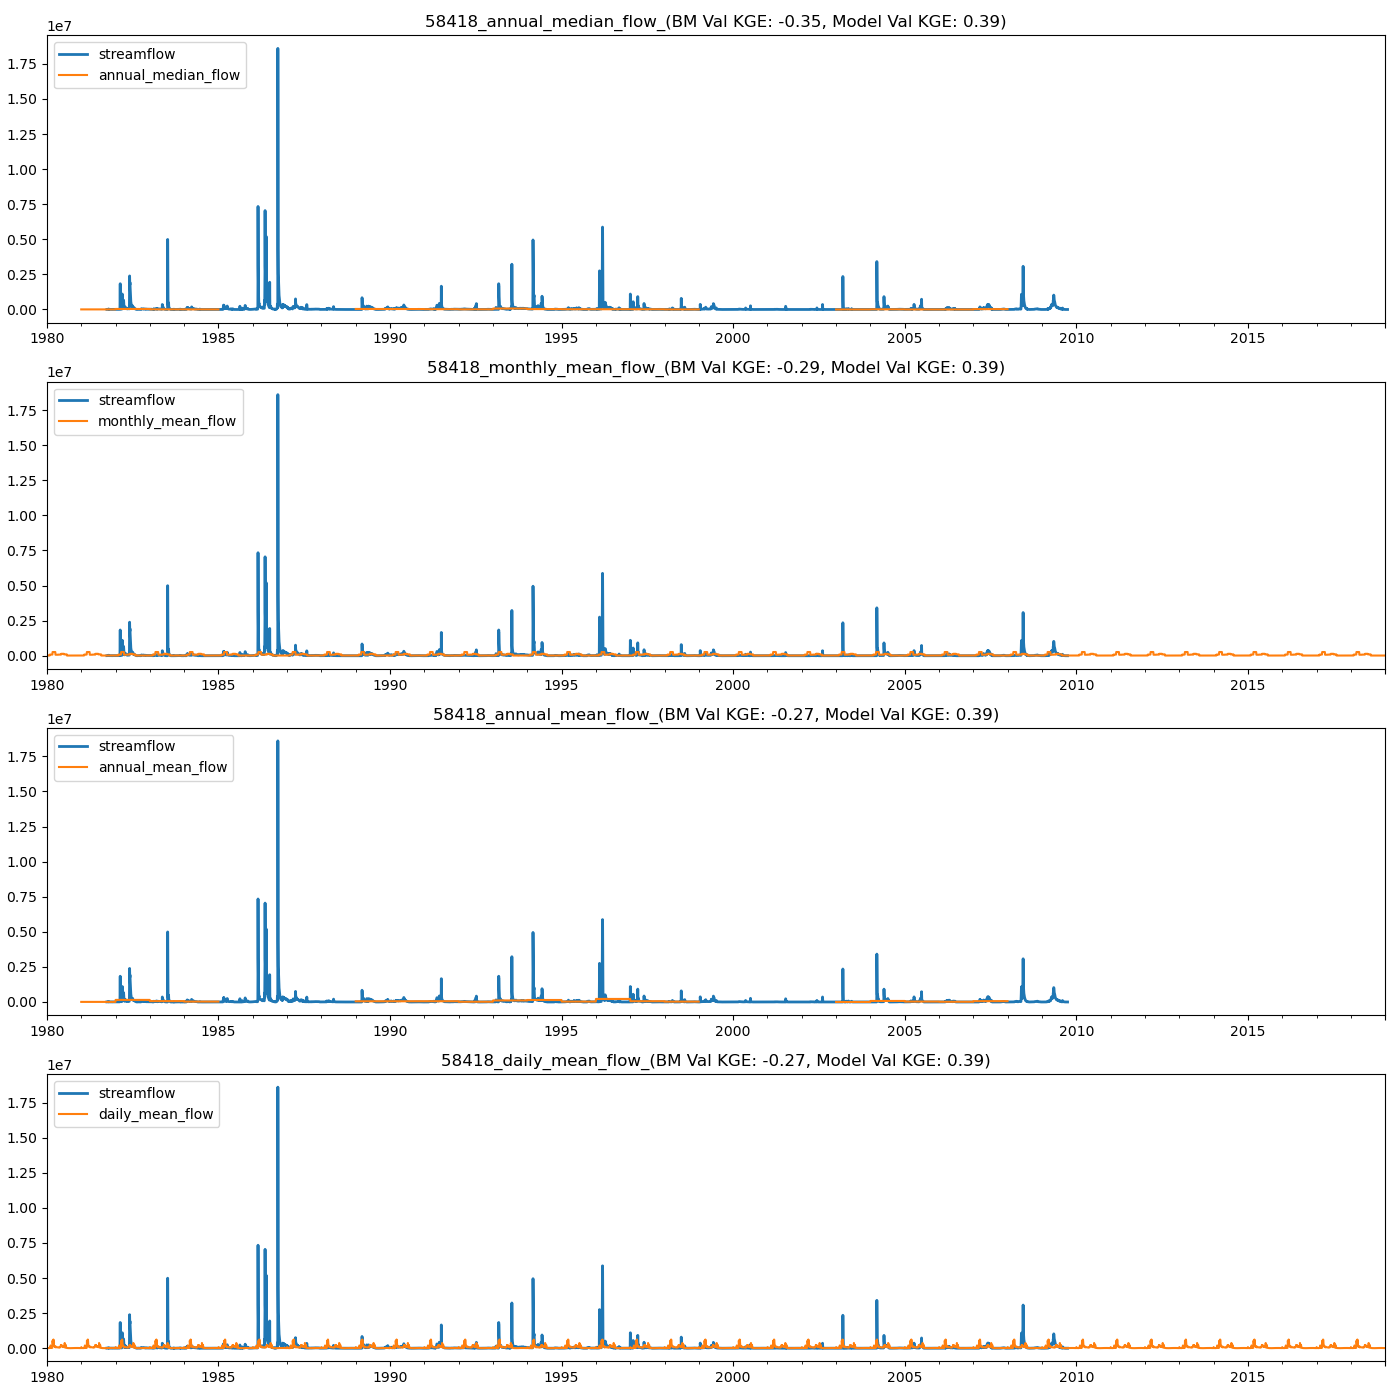 58418_annual_median_flow_(BM Val KGE: -0.35, Model Val KGE: 0.39)
1e7
streamflow
annual_median_flow
1.75
1.50
1.25
1.00
0.75
0.50
0.25
0.00
1980 1985 1990 1995 2000 2005 2010 2015
58418_monthly_mean_flow_(BM Val KGE: -0.29, Model Val KGE: 0.39)
1e7
streamflow
monthly_mean_flow
1.75
1.50
1.25
1.00
0.75
0.50
0.25
0.00
1980 1985 1990 1995 2000 2005 2010 2015
58418_annual_mean_flow_(BM Val KGE: -0.27, Model Val KGE: 0.39)
1e7
streamflow
annual_mean_flow
1.75
1.50
1.25
1.00
0.75
0.50
0.25
0.00
1980 1985 1990 1995 2000 2005 2010 2015
58418_daily_mean_flow_(BM Val KGE: -0.27, Model Val KGE: 0.39)
1e7
streamflow
daily_mean_flow
1.75
1.50
1.25
1.00
0.75
0.50
0.25
0.00
1980 1985 1990 1995 2000 2005 2010 2015